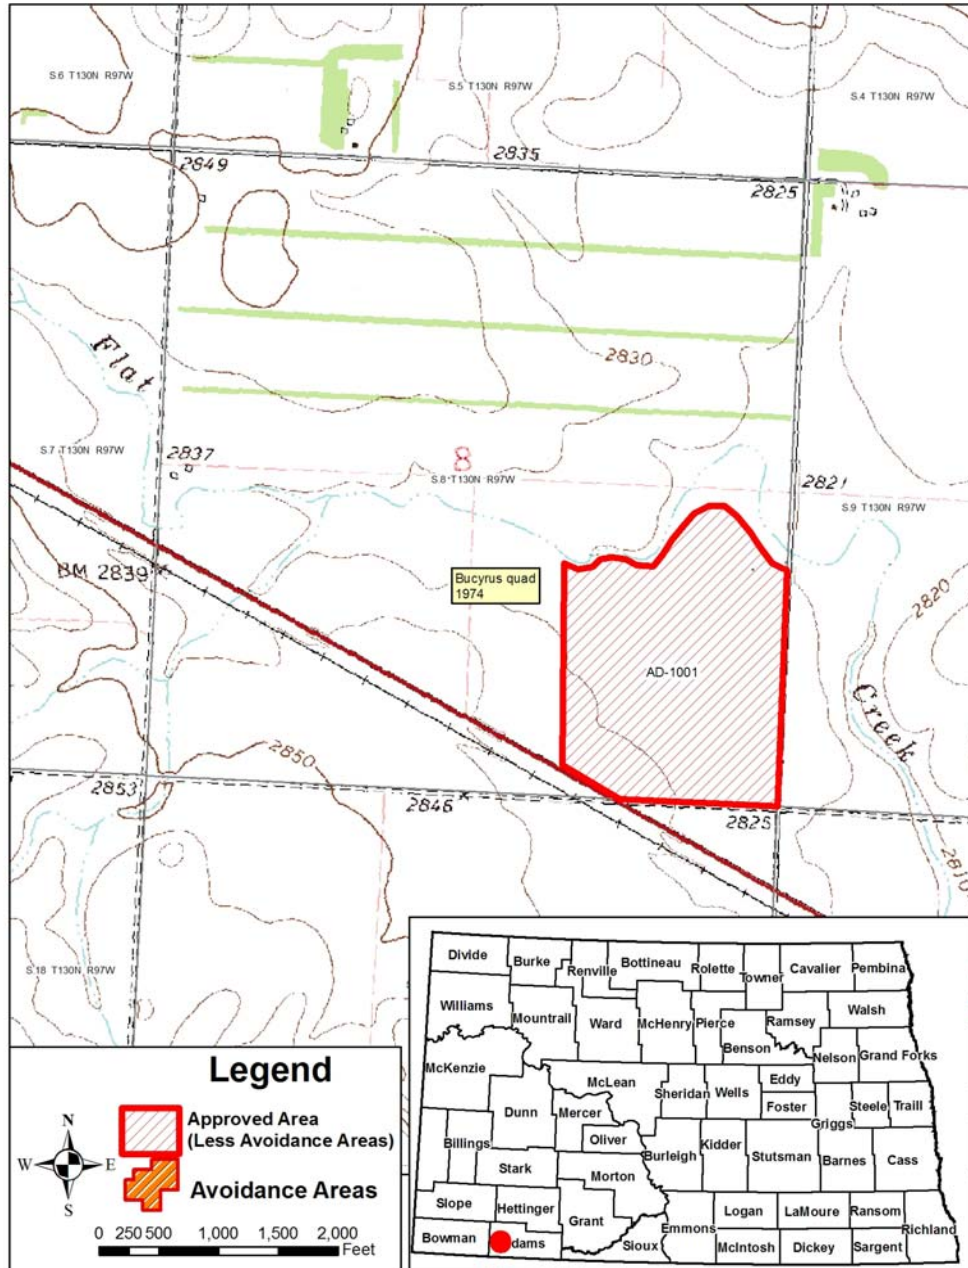 S.6 T130N R97W
S.5 T130N R97W
S.4 T130N R97W
2849
2835
2825
Flat
2830
S.7 T130N R97W
2837
8
S.8 T130N R97W
2821
S.9 T130N R97W
BM 2839
Bucyrus quad
1974
2820
AD-1001
Creek
2850
2853
2846
2825
2810
S.18 T130N R97W
Legend
N
W E
S
Approved Area
(Less Avoidance Areas)
Avoidance Areas
0 250 500 1,000 1,500 2,000
Feet
Divide Burke Renville Bottineau Rolette Towner Cavalier Pembina
Williams Mountrail Ward McHenry Pierce Ramsey Walsh
Benson Nelson Grand Forks
McKenzie McLean Sheridan Wells Eddy
Dunn Mercer Foster Griggs Steele Traill
Billings Oliver Burleigh Kidder Stutsman Barnes Cass
Stark Morton
Slope Hettinger Grant Logan LaMoure Ransom Richland
Bowman dams Sioux Emmons McIntosh Dickey Sargent